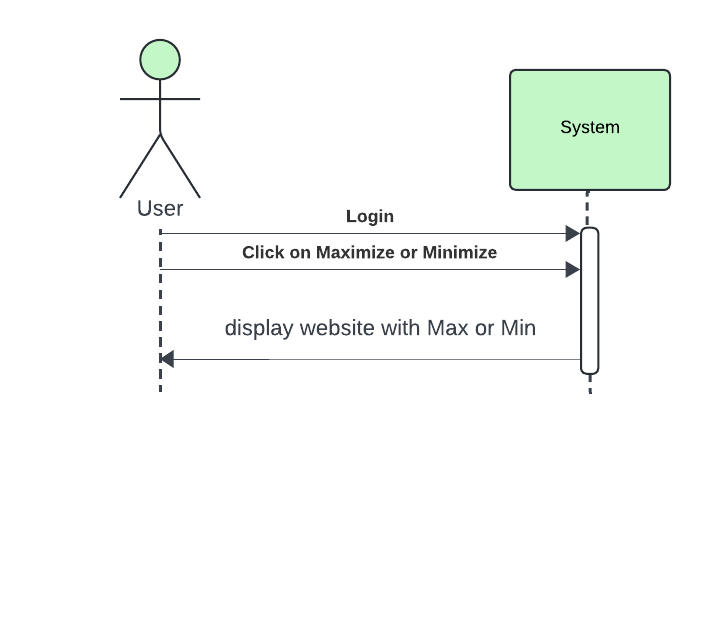 System
User
Login
Click on Maximize or Minimize
display website with Max or Min